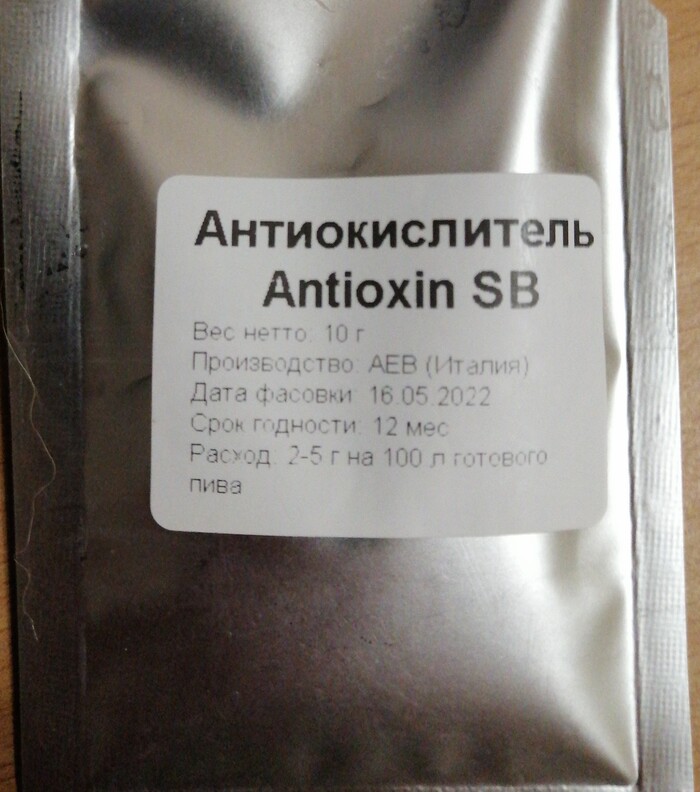 Антиокислитель
Antioxin SB
Вес нетто: 10 г
Производство: AEB (Италия)
Дата фасовки: 16.05.2022
Срок годности: 12 мес
Расход: 2-5 г на 100 л готового
пива